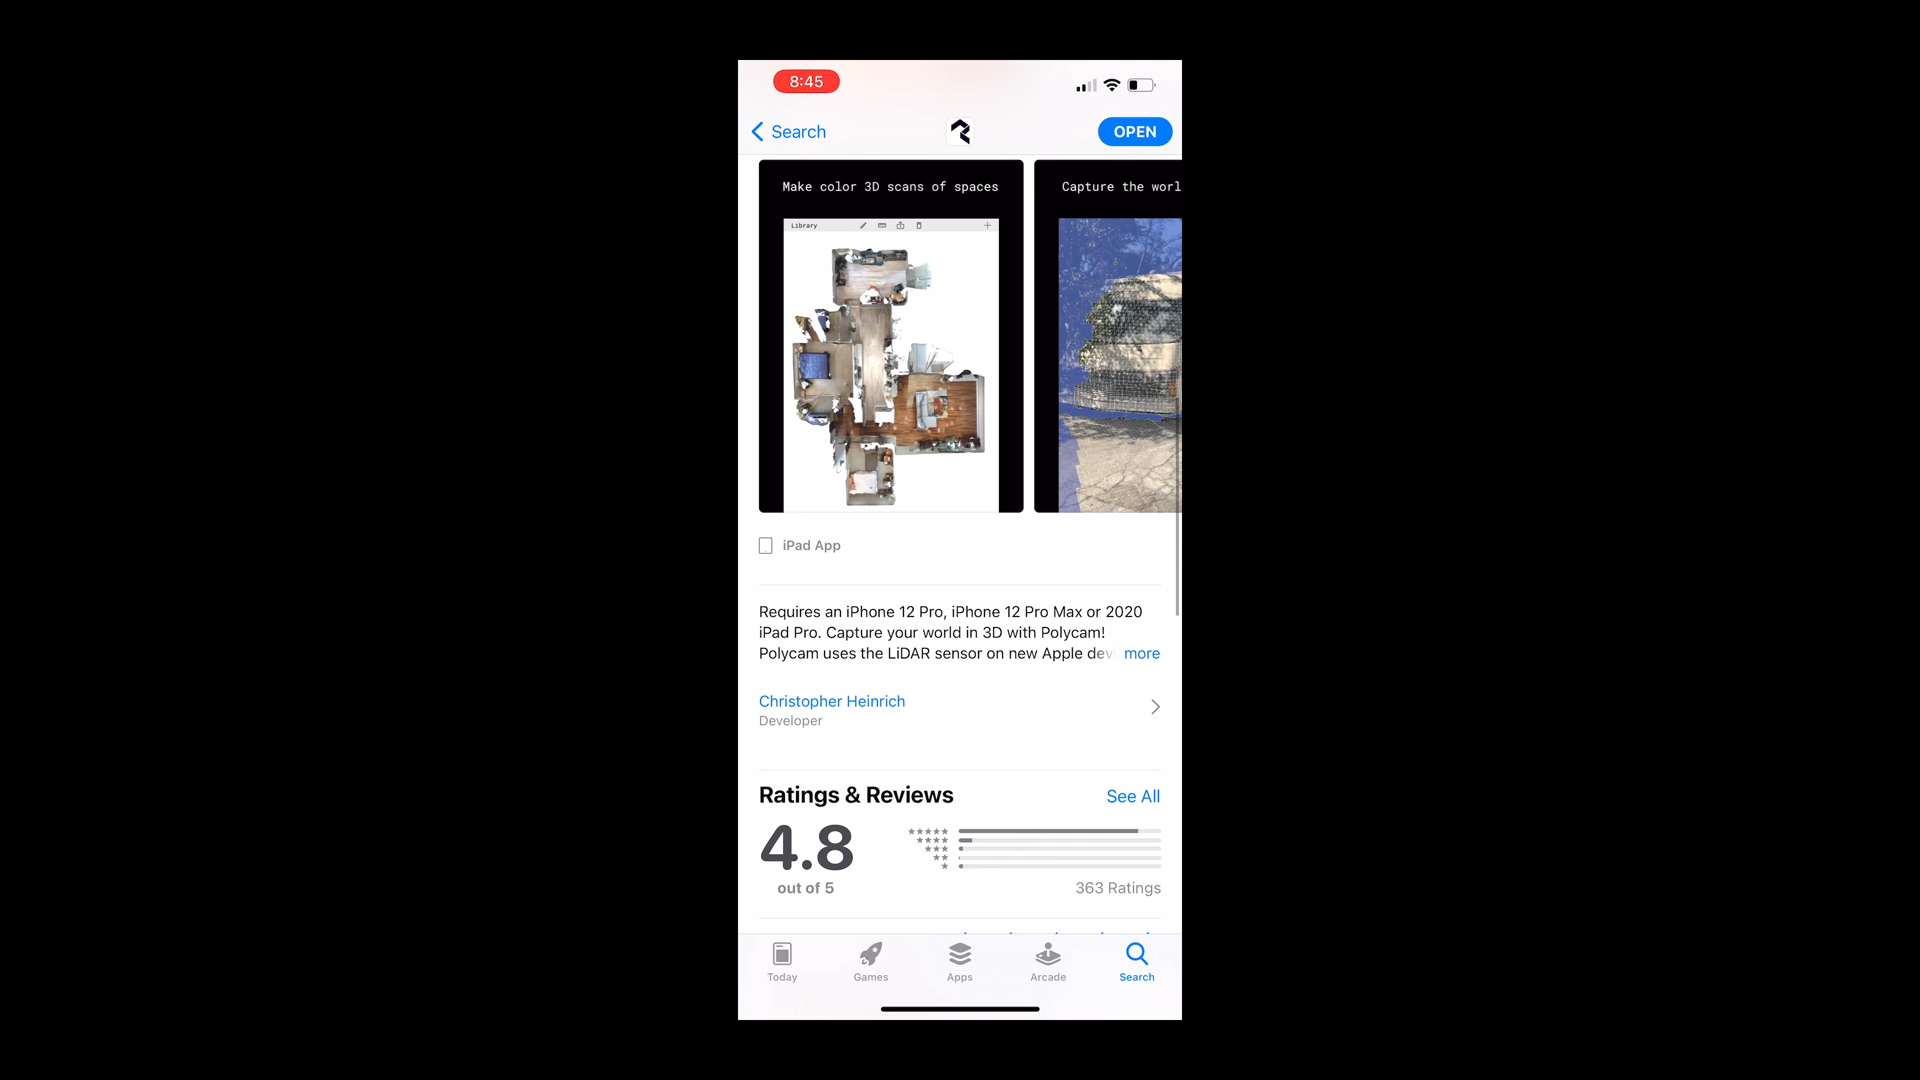 8:45
Search
OPEN
Make color 3D scans of spaces
Capture the worl
Library
iPad App
Requires an iPhone 12 Pro, iPhone 12 Pro Max or 2020
iPad Pro. Capture your world in 3D with Polycam!
Polycam uses the LiDAR sensor on new Apple dev
more
Christopher Heinrich
Developer
Ratings & Reviews
See All
4.8
out of 5
363 Ratings
Today
Games
Apps
Arcade
Search